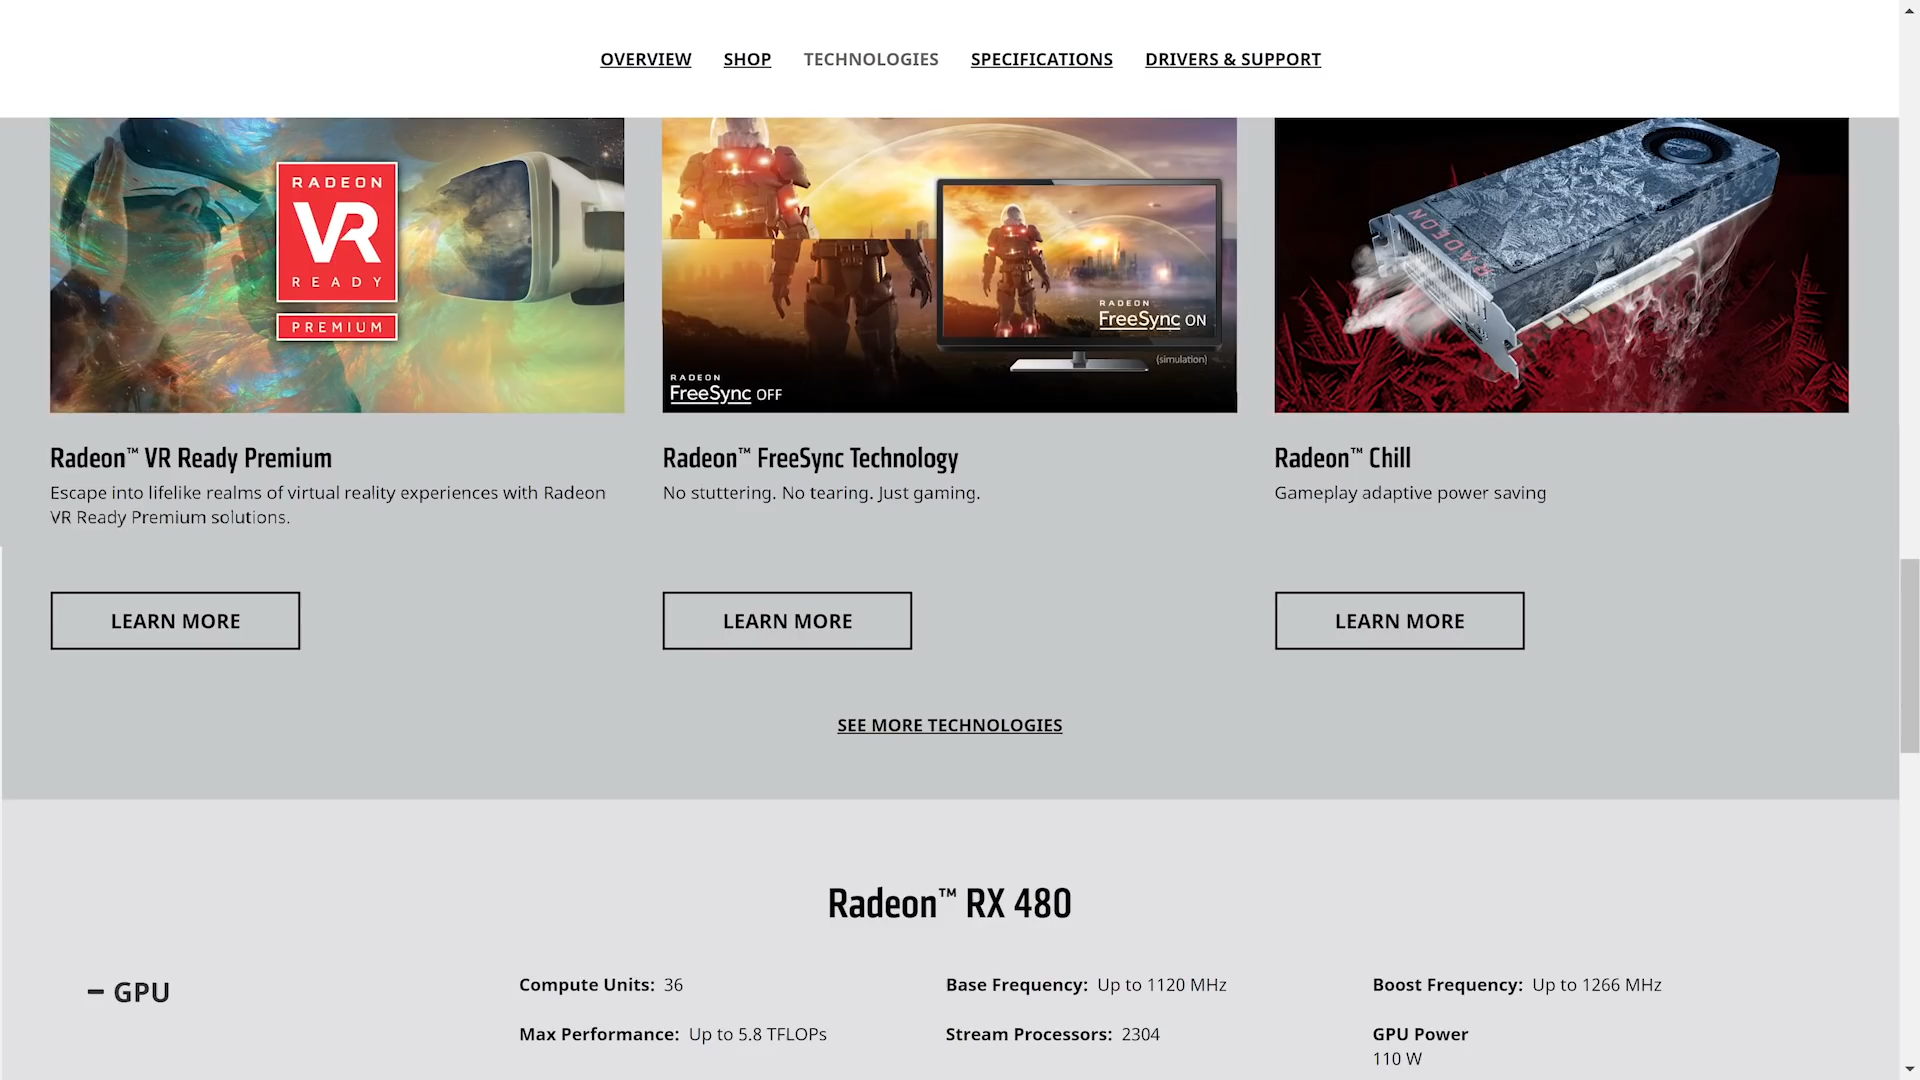 OVERVIEW SHOP TECHNOLOGIES SPECIFICATIONS DRIVERS & SUPPORT
RADEON
VR
READY
PREMIUM
RADEON
FreeSync OFF
RADEON
FreeSync ON
(simulation)
RADEON
Radeon™ VR Ready Premium
Escape into lifelike realms of virtual reality experiences with Radeon
VR Ready Premium solutions.
LEARN MORE
Radeon™ FreeSync Technology
No stuttering. No tearing. Just gaming.
LEARN MORE
Radeon™ Chill
Gameplay adaptive power saving
LEARN MORE
SEE MORE TECHNOLOGIES
Radeon™ RX 480
– GPU
Compute Units: 36
Base Frequency: Up to 1120 MHz
Boost Frequency: Up to 1266 MHz
Max Performance: Up to 5.8 TFLOPs
Stream Processors: 2304
GPU Power
110 W